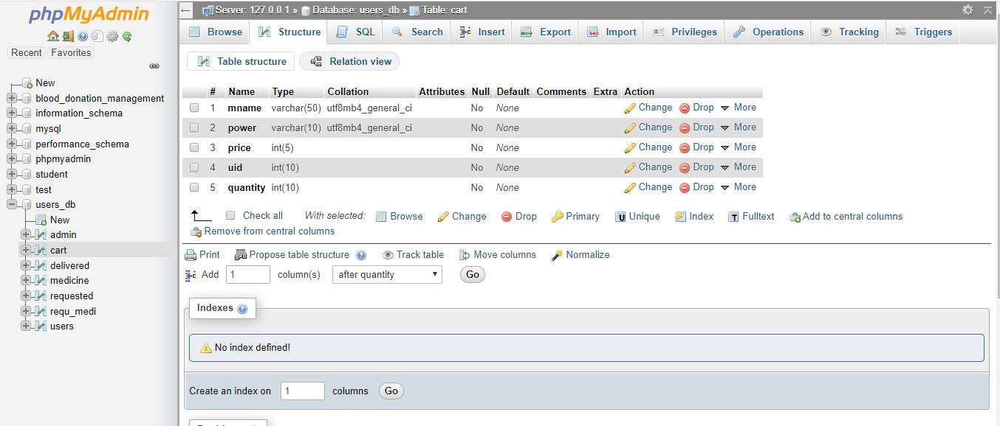 phpMyAdmin
Recent Favorites
New
blood_donation_management
information_schema
mysql
performance_schema
phpmyadmin
student
test
users_db
New
admin
cart
delivered
medicine
requested
requ_medi
users
Server: 127.0.0.1 » Database: users_db » Table: cart
Browse Structure SQL Search Insert Export Import Privileges Operations Tracking Triggers
Table structure Relation view
# Name Type Collation Attributes Null Default Comments Extra Action
1 mname varchar(50) utf8mb4_general_ci No None Change Drop More
2 power varchar(10) utf8mb4_general_ci No None Change Drop More
3 price int(5) No None Change Drop More
4 uid int(10) No None Change Drop More
5 quantity int(10) No None Change Drop More
Check all With selected: Browse Change Drop Primary Unique Index Fulltext Add to central columns
Remove from central columns
Print Propose table structure Track table Move columns Normalize
Add 1 column(s) after quantity Go
Indexes
No index defined!
Create an index on 1 columns Go